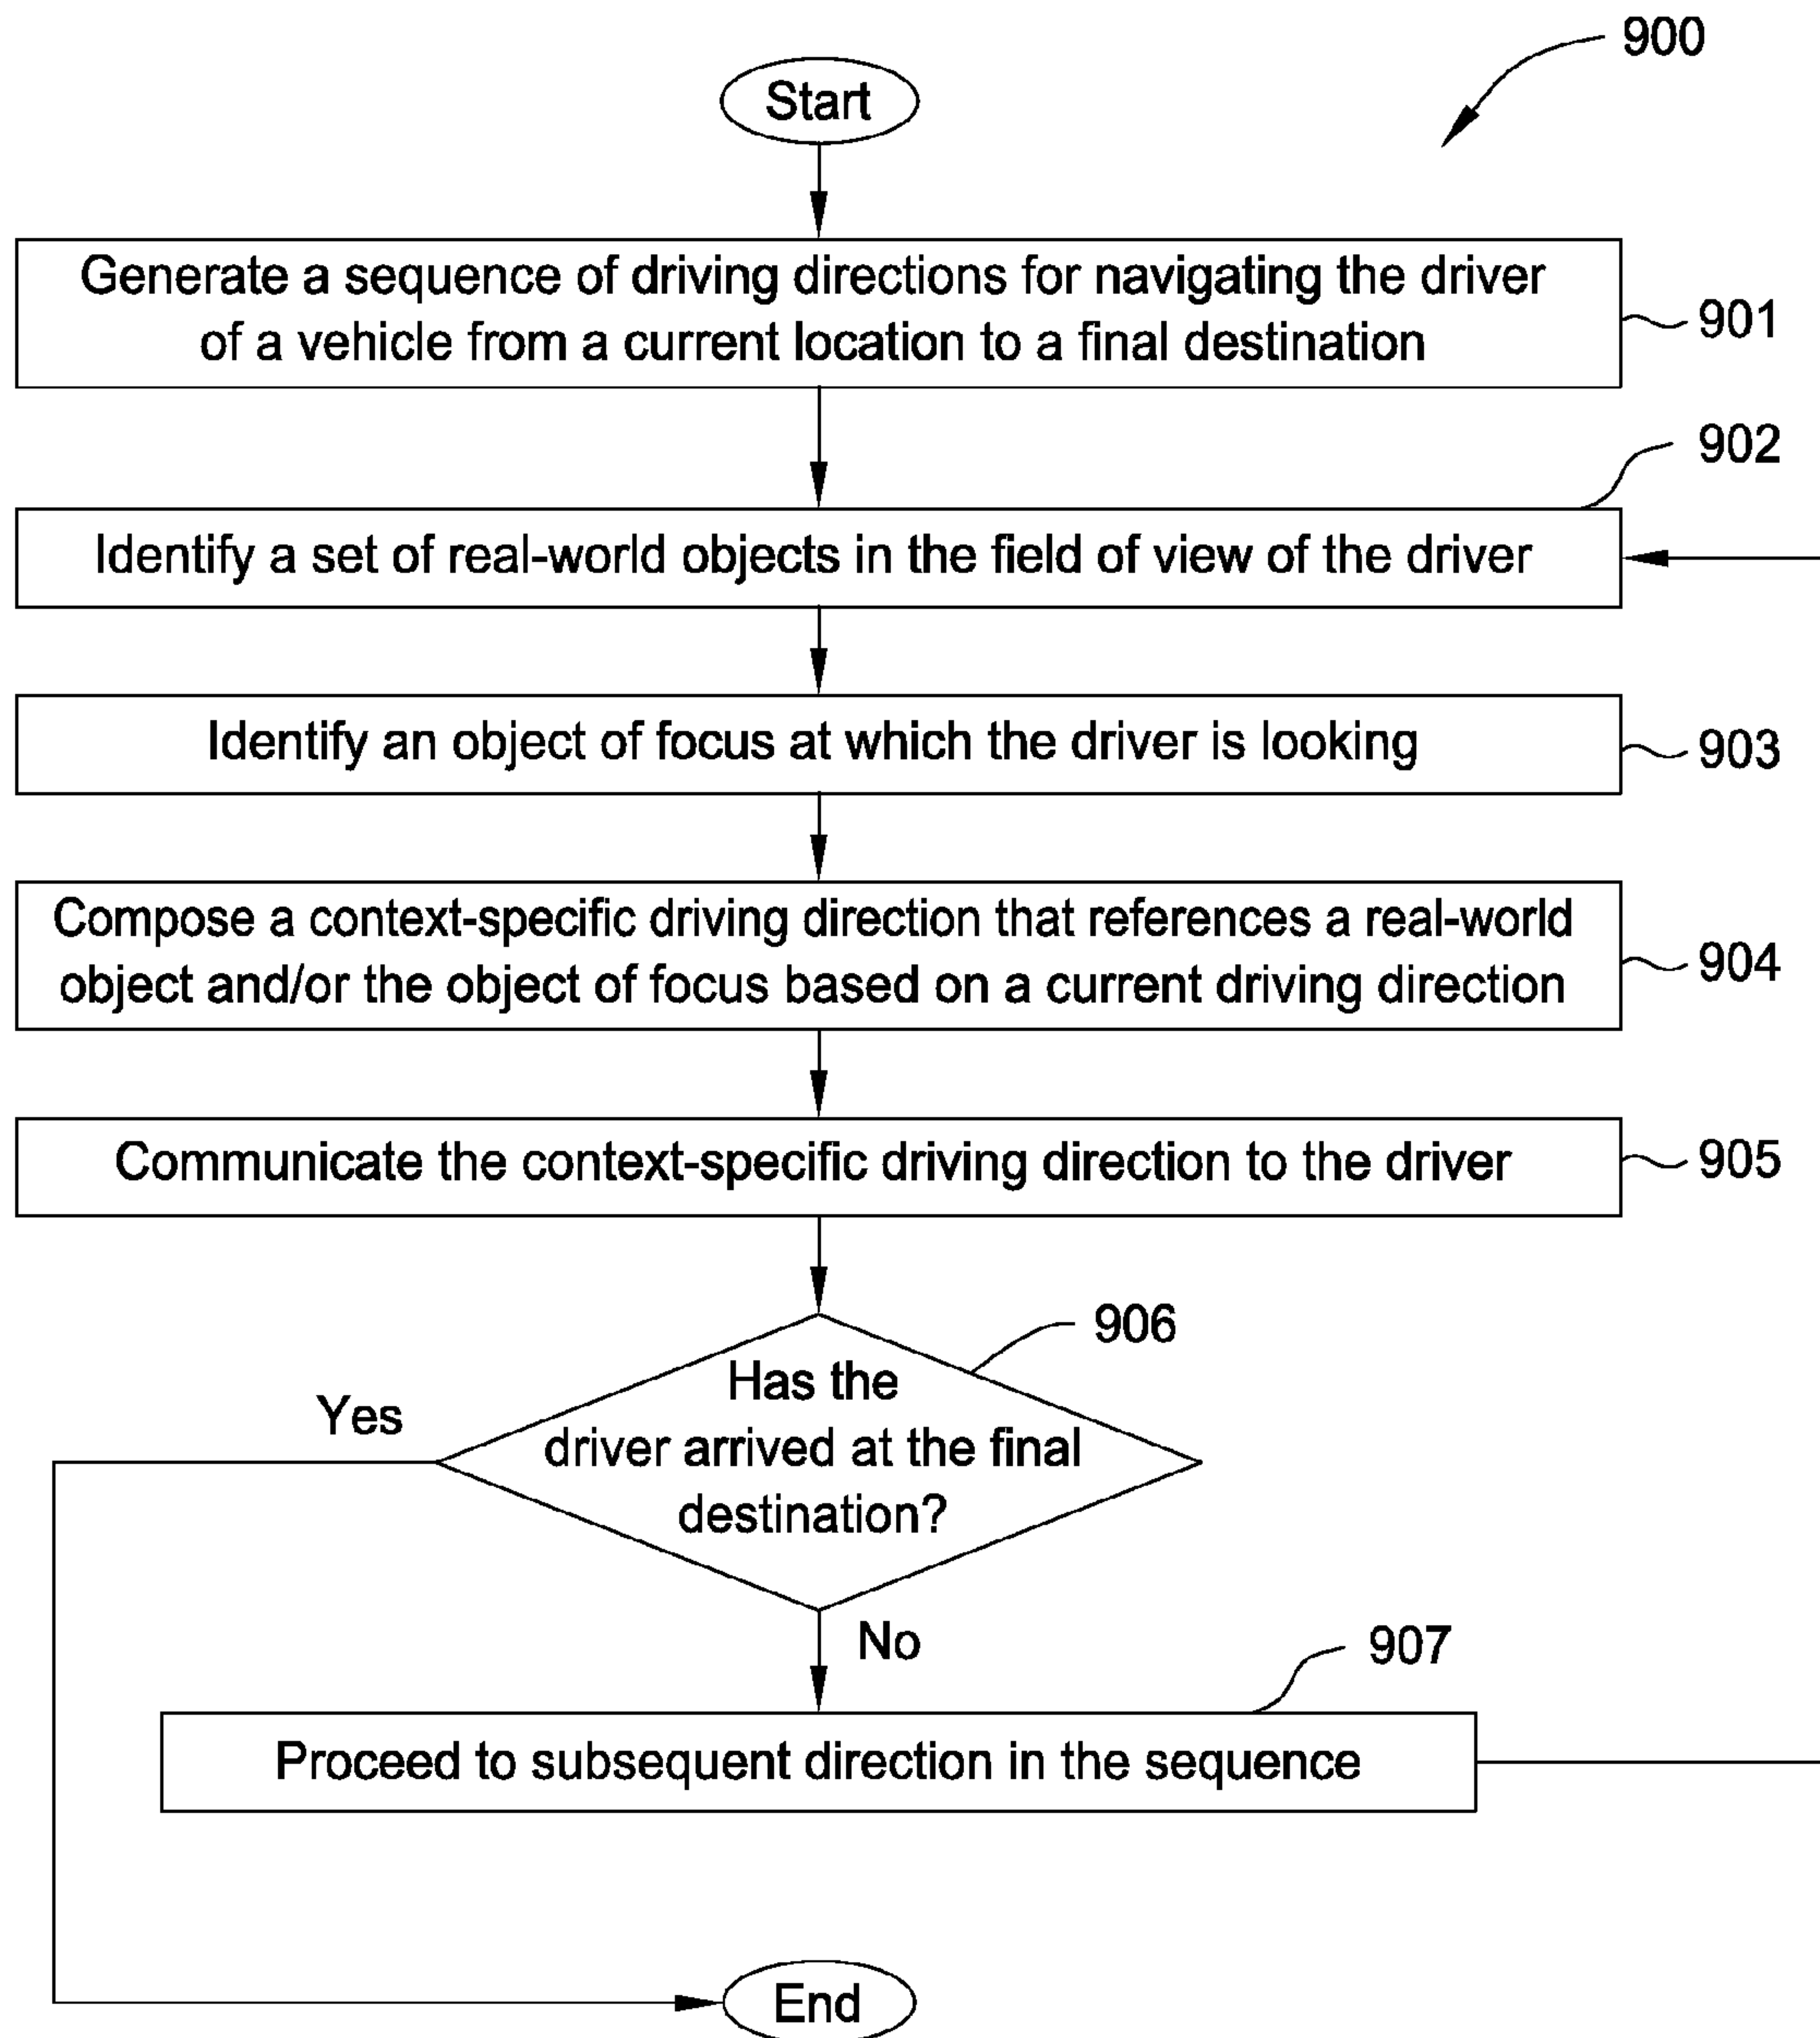 900
Start
Generate a sequence of driving directions for navigating the driver
of a vehicle from a current location to a final destination
901
902
Identify a set of real-world objects in the field of view of the driver
Identify an object of focus at which the driver is looking
903
Compose a context-specific driving direction that references a real-world
object and/or the object of focus based on a current driving direction
904
Communicate the context-specific driving direction to the driver
905
906
Has the
driver arrived at the final
destination?
Yes
No
907
Proceed to subsequent direction in the sequence
End